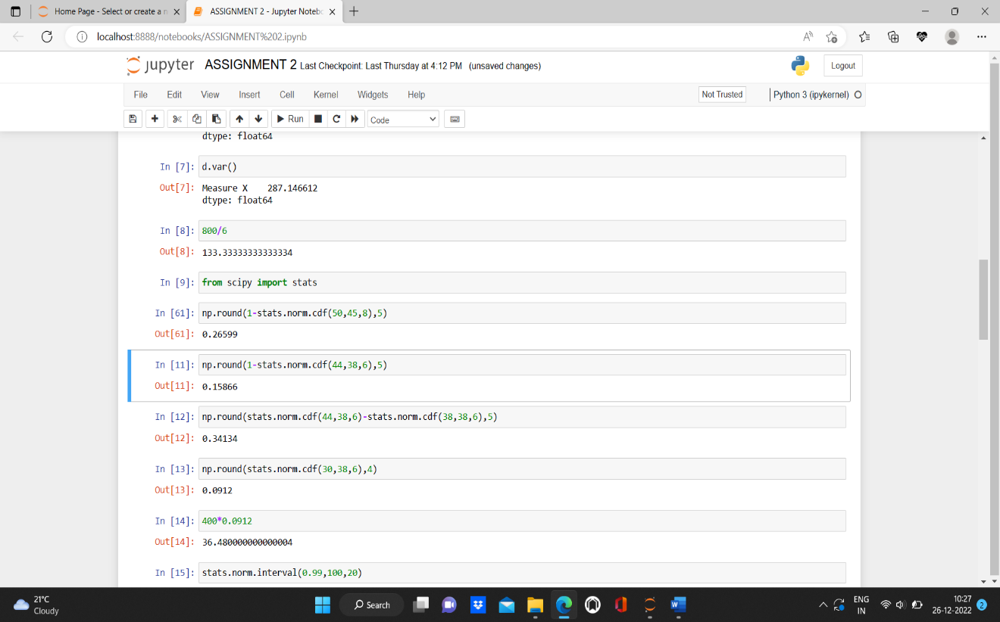 Home Page - Select or create a n
ASSIGNMENT 2 - Jupyter Notebo
localhost:8888/notebooks/ASSIGNMENT%202.ipynb
jupyter ASSIGNMENT 2 Last Checkpoint: Last Thursday at 4:12 PM (unsaved changes)
Logout
File Edit View Insert Cell Kernel Widgets Help
Not Trusted
Python 3 (ipykernel)
Run
Code
dtype: float64
In [7]: d.var()
Out[7]: Measure X    287.146612
dtype: float64
In [8]: 800/6
Out[8]: 133.33333333333334
In [9]: from scipy import stats
In [61]: np.round(1-stats.norm.cdf(50,45,8),5)
Out[61]: 0.26599
In [11]: np.round(1-stats.norm.cdf(44,38,6),5)
Out[11]: 0.15866
In [12]: np.round(stats.norm.cdf(44,38,6)-stats.norm.cdf(38,38,6),5)
Out[12]: 0.34134
In [13]: np.round(stats.norm.cdf(30,38,6),4)
Out[13]: 0.0912
In [14]: 400*0.0912
Out[14]: 36.480000000000004
In [15]: stats.norm.interval(0.99,100,20)
21°C
Cloudy
Search
ENG
IN
10:27
26-12-2022
2